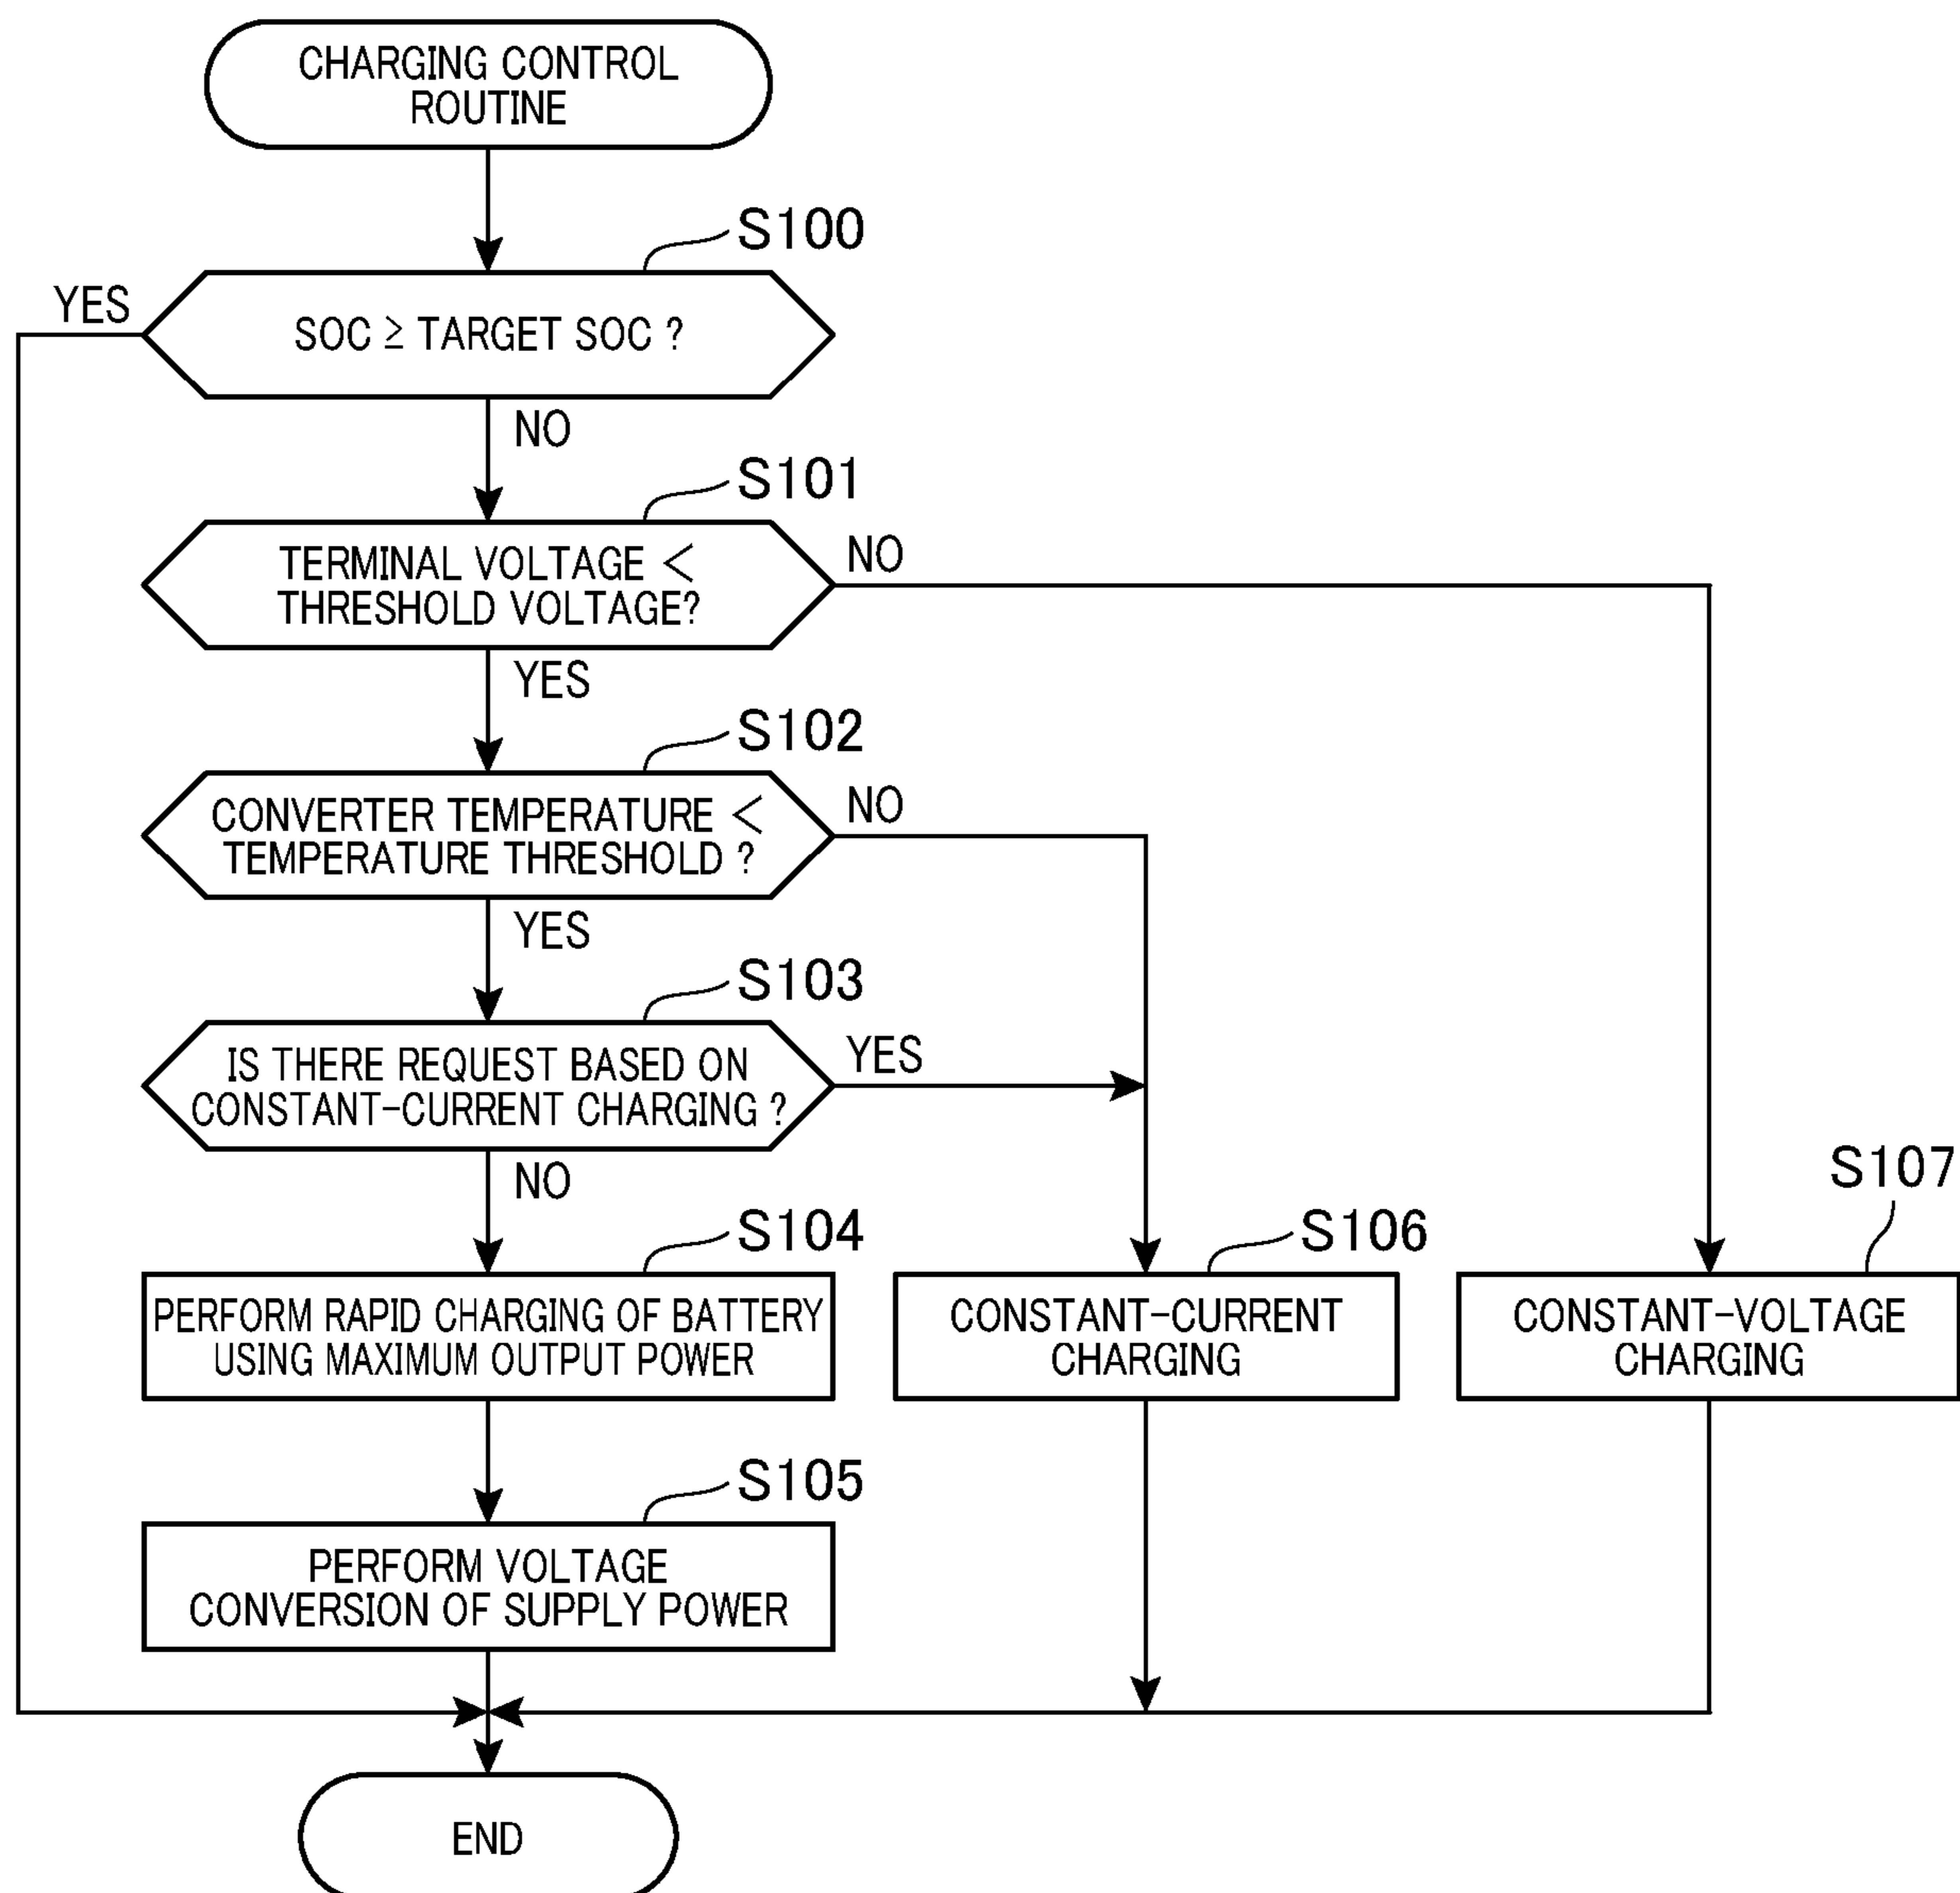 CHARGING CONTROL
ROUTINE
S100
YES
SOC ≧ TARGET SOC ?
NO
S101
TERMINAL VOLTAGE <
THRESHOLD VOLTAGE?
NO
YES
S102
CONVERTER TEMPERATURE <
TEMPERATURE THRESHOLD ?
NO
YES
S103
IS THERE REQUEST BASED ON
CONSTANT-CURRENT CHARGING ?
YES
NO
S104
PERFORM RAPID CHARGING OF BATTERY
USING MAXIMUM OUTPUT POWER
S106
CONSTANT-CURRENT
CHARGING
S107
CONSTANT-VOLTAGE
CHARGING
S105
PERFORM VOLTAGE
CONVERSION OF SUPPLY POWER
END